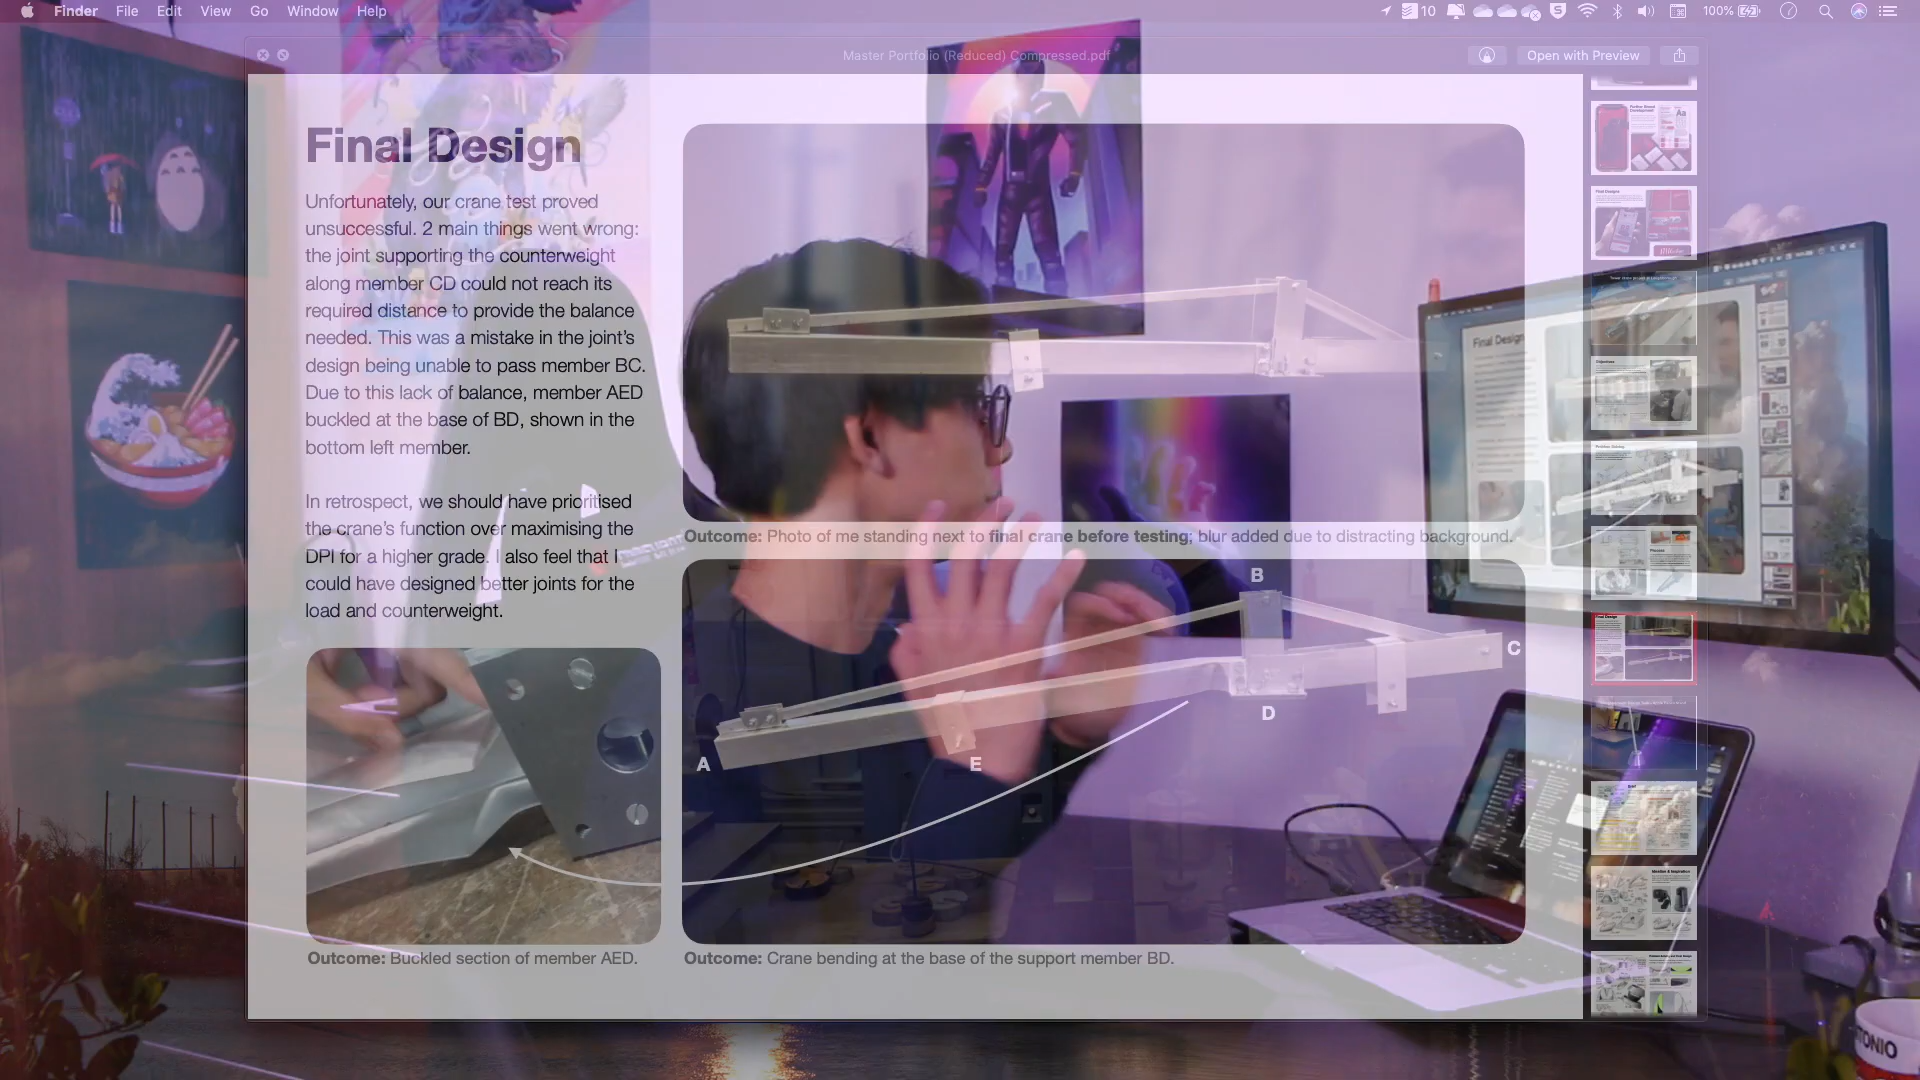 Finder File Edit View Go Window Help
10
100%
Master Portfolio (Reduced) Compressed.pdf
Open with Preview
Final Design
Unfortunately, our crane test proved
unsuccessful. 2 main things went wrong:
the joint supporting the counterweight
along member CD could not reach its
required distance to provide the balance
needed. This was a mistake in the joint's
design being unable to pass member BC.
Due to this lack of balance, member AED
buckled at the base of BD, shown in the
bottom left member.
In retrospect, we should have prioritised
the crane's function over maximising the
DPI for a higher grade. I also feel that I
could have designed better joints for the
load and counterweight.
Outcome: Buckled section of member AED.
Outcome: Photo of me standing next to final crane before testing; blur added due to distracting background.
B
C
D
A
E
Outcome: Crane bending at the base of the support member BD.
Final Design